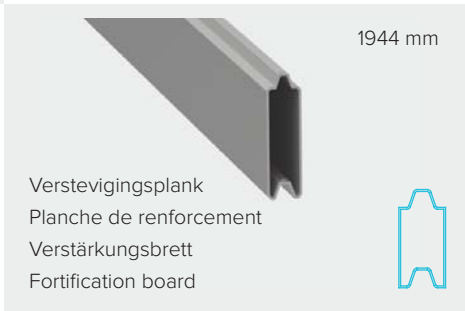 1944 mm
Verstevigingsplank
Planche de renforcement
Verstärkungsbrett
Fortification board